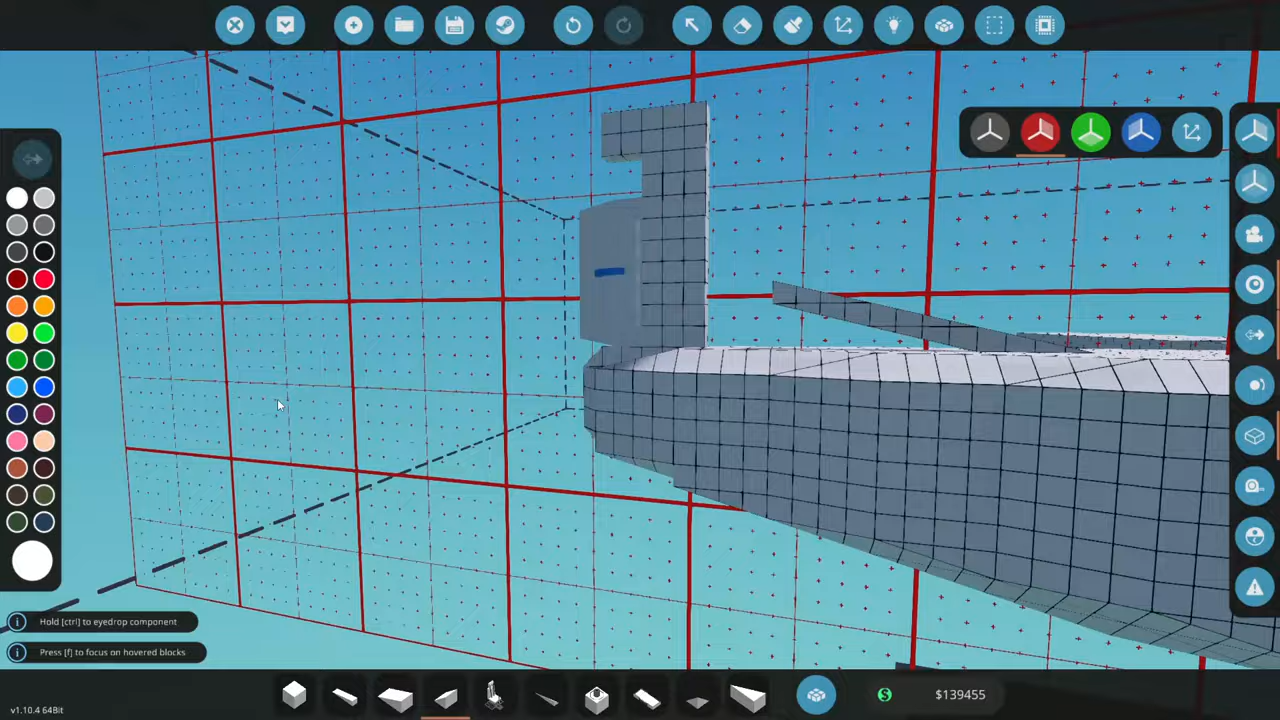 Hold [ctrl] to eyedrop component
Press [f] to focus on hovered blocks
$139455
v1.10.4 64Bit